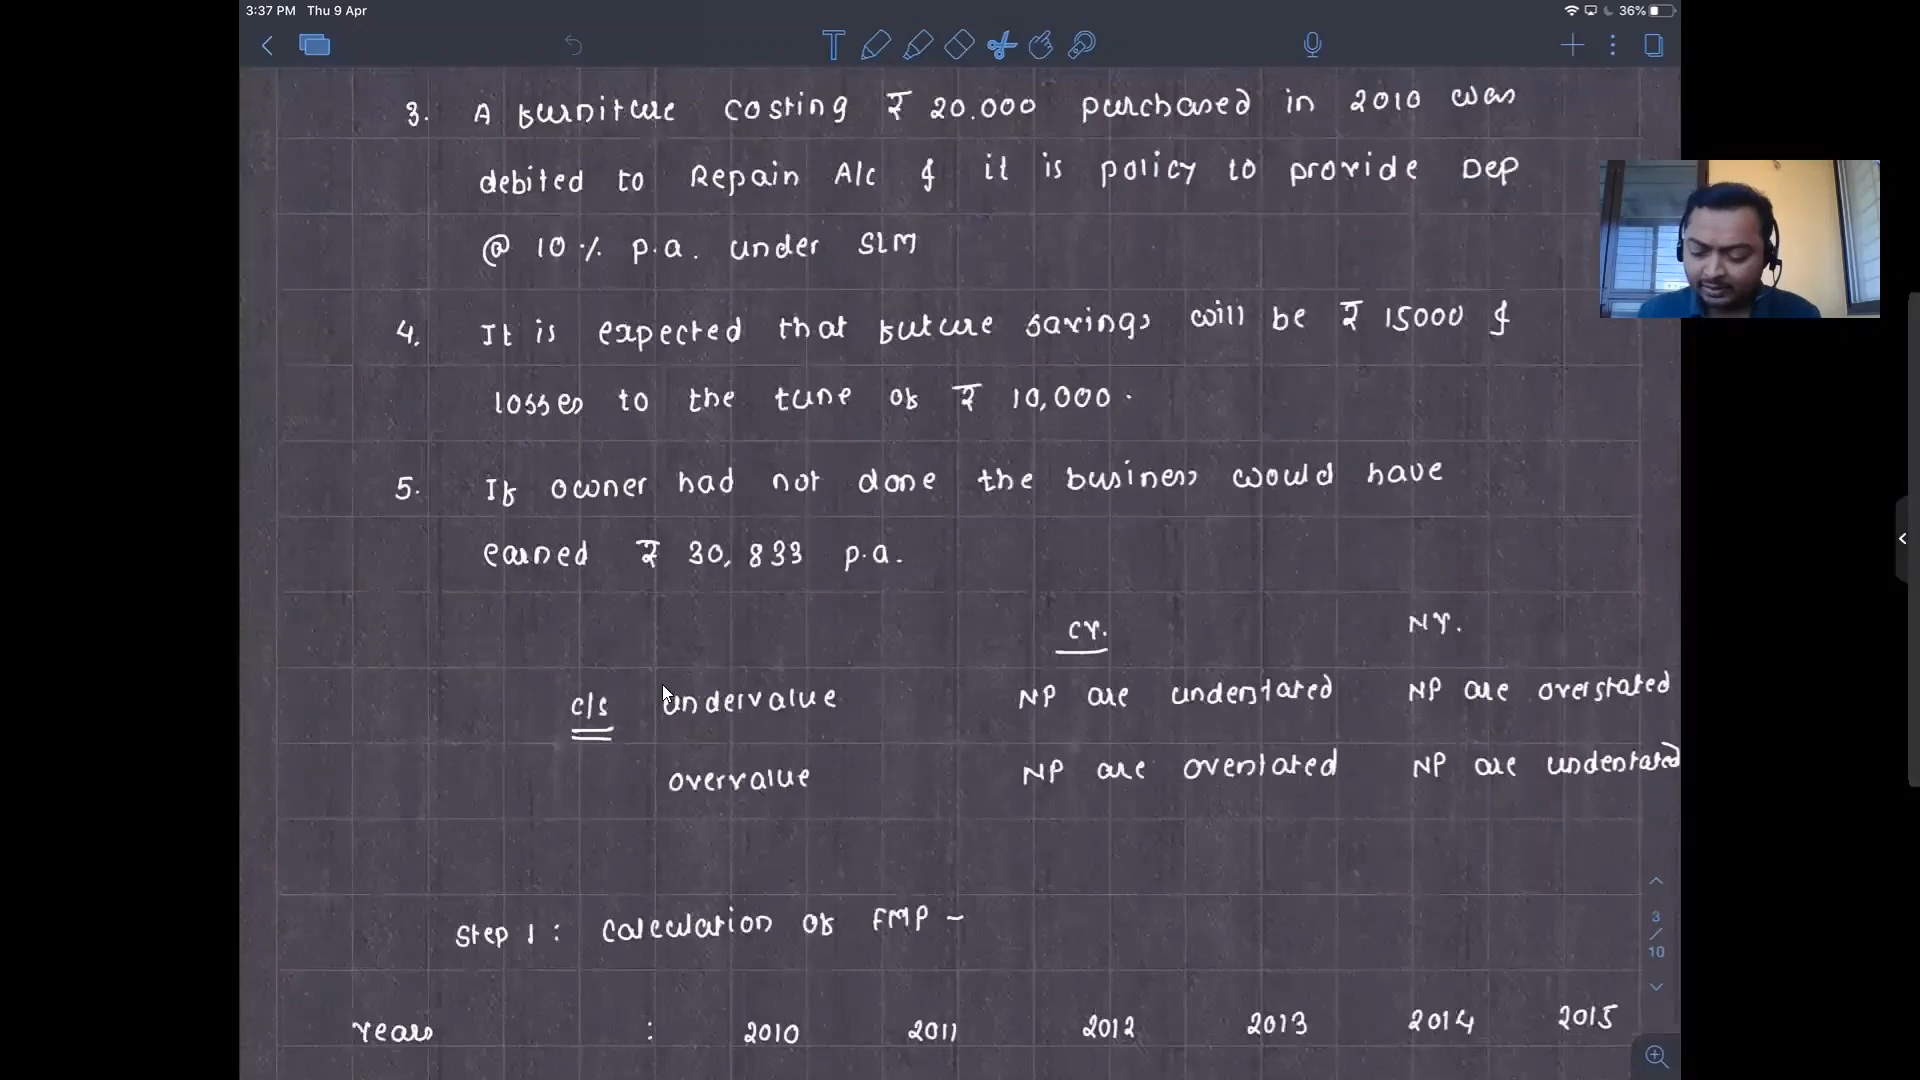 3:37 PM Thu 9 Apr
36%
T
3. A furniture costing ₹ 20.000 purchased in 2010 was
debited to Repairs A/c & it is policy to provide Dep
@ 10 % p.a. under SLM
4. It is expected that future savings will be ₹ 15000 &
losses to the tune of ₹ 10,000.
5. If owner had not done the business would have
earned ₹ 30,833 p.a.
CY. NY.
C/S undervalue NP are understated NP are overstated
overvalue NP are overstated NP are understated
Step 1 : Calculation of FMP –
3
/
10
Years : 2010 2011 2012 2013 2014 2015